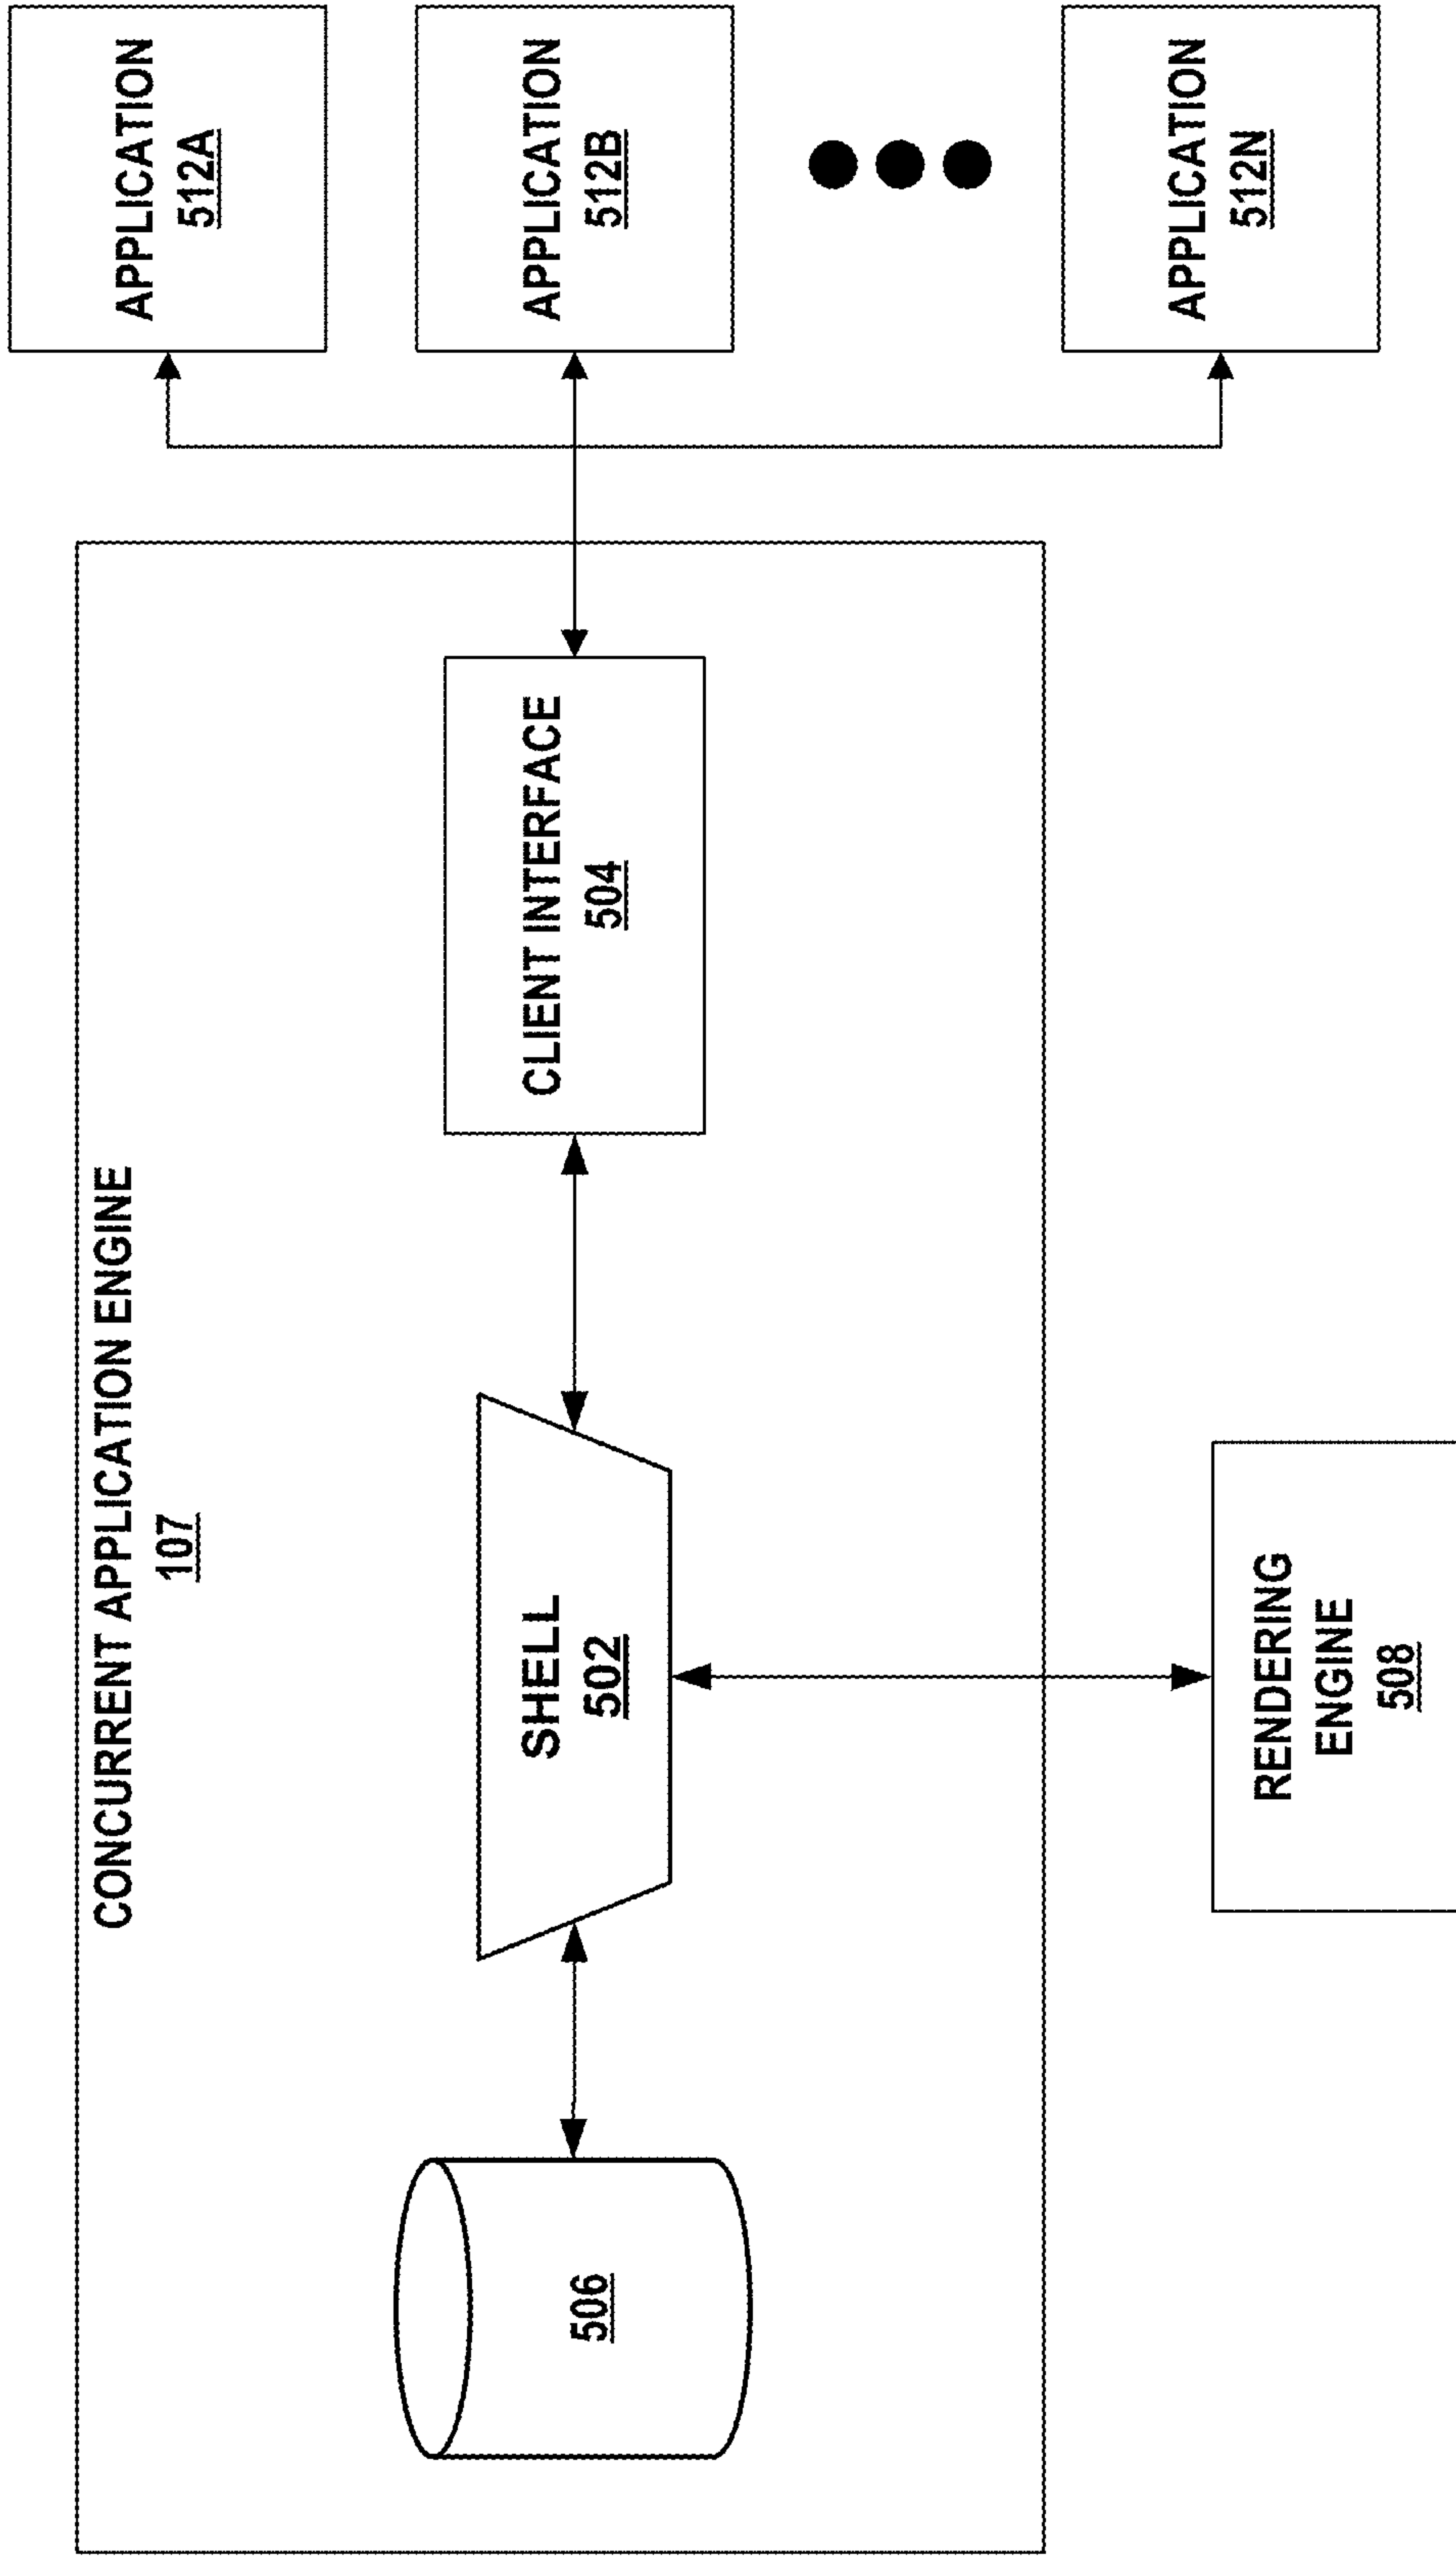 CONCURRENT APPLICATION ENGINE
107
506
SHELL
502
CLIENT INTERFACE
504
RENDERING
ENGINE
508
APPLICATION
512A
APPLICATION
512B
APPLICATION
512N